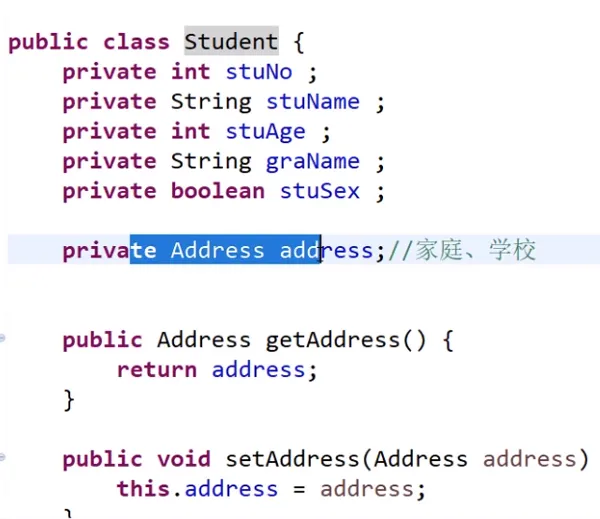 public class Student {
private int stuNo ;
private String stuName ;
private int stuAge ;
private String graName ;
private boolean stuSex ;
private Address address;//家庭、学校
public Address getAddress() {
return address;
}
public void setAddress(Address address)
this.address = address;
}